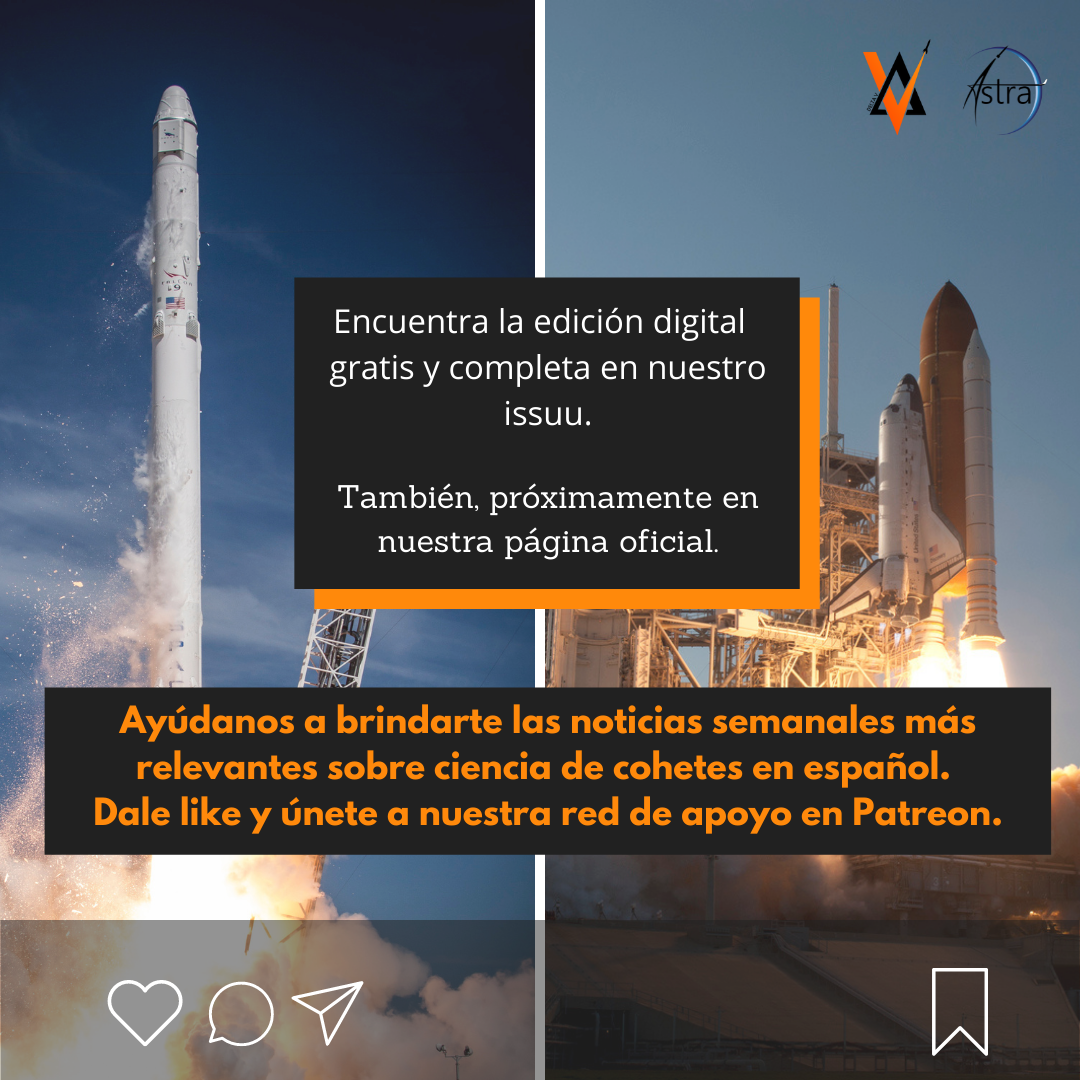 Astra
FALCON
9
Encuentra la edición digital
gratis y completa en nuestro
issuu.
También, próximamente en
nuestra página oficial.
Ayúdanos a brindarte las noticias semanales más
relevantes sobre ciencia de cohetes en español.
Dale like y únete a nuestra red de apoyo en Patreon.